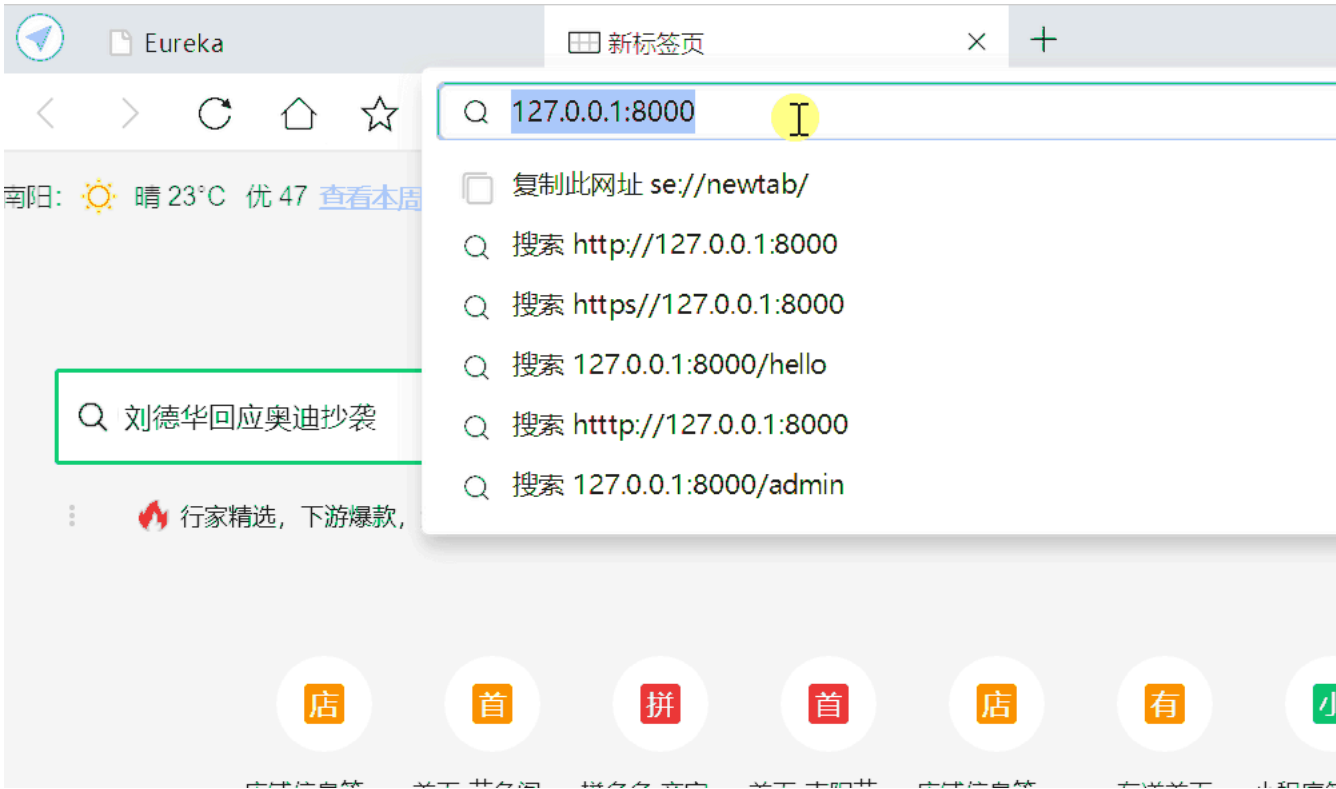 Eureka
新标签页
127.0.0.1:8000
南阳： 晴 23°C 优 47 查看本周
复制此网址 se://newtab/
搜索 http://127.0.0.1:8000
搜索 https//127.0.0.1:8000
搜索 127.0.0.1:8000/hello
搜索 htttp://127.0.0.1:8000
搜索 127.0.0.1:8000/admin
刘德华回应奥迪抄袭
行家精选，下游爆款，
店 首 拼 首 店 有 小